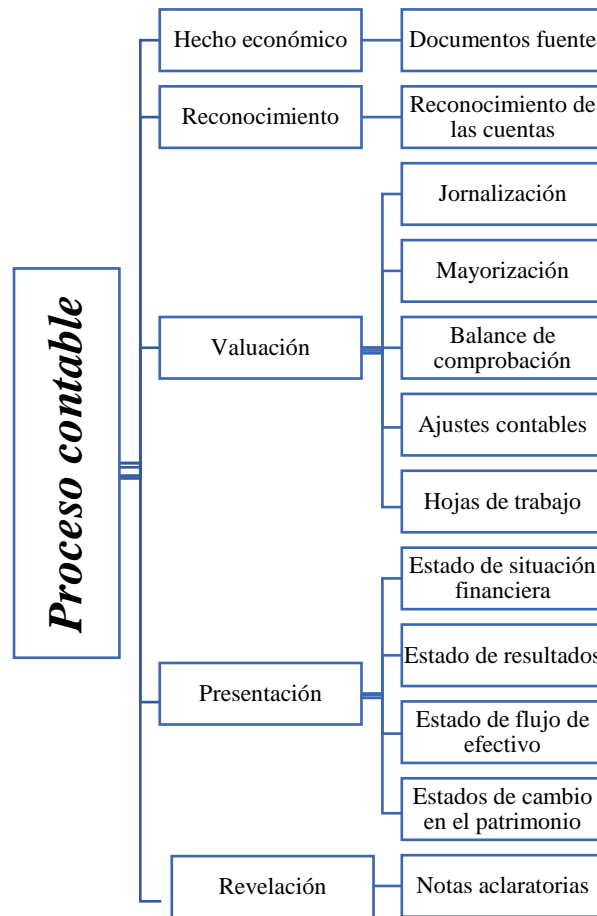 Proceso contable
Hecho económico
Documentos fuente
Reconocimiento
Reconocimiento de
las cuentas
Valuación
Jornalización
Mayorización
Balance de
comprobación
Ajustes contables
Hojas de trabajo
Presentación
Estado de situación
financiera
Estado de resultados
Estado de flujo de
efectivo
Estados de cambio
en el patrimonio
Revelación
Notas aclaratorias